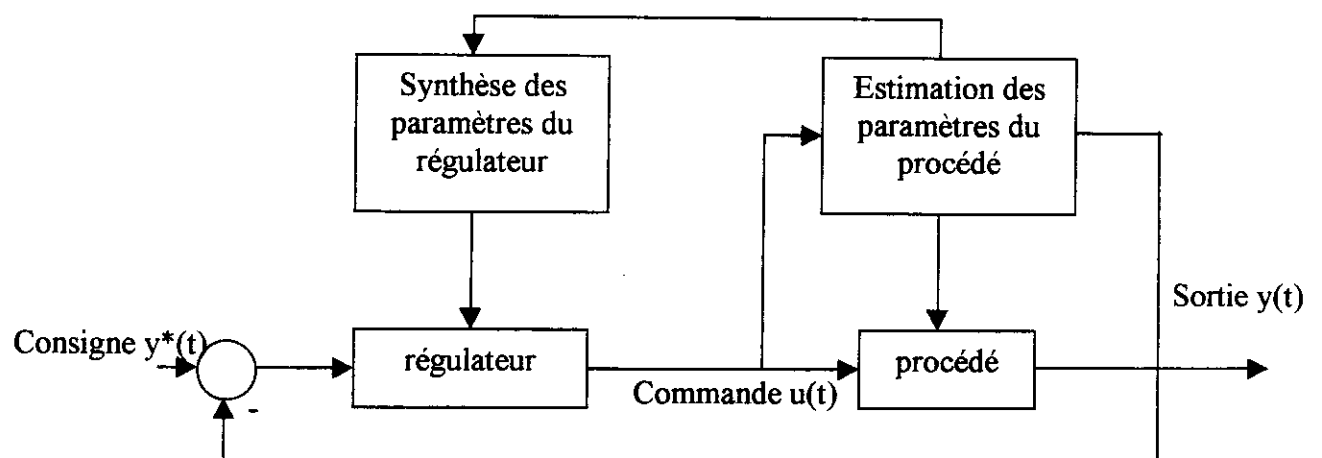 Synthèse des
paramètres du
régulateur
Estimation des
paramètres du
procédé
Sortie y(t)
Consigne y*(t)
régulateur
procédé
Commande u(t)
-